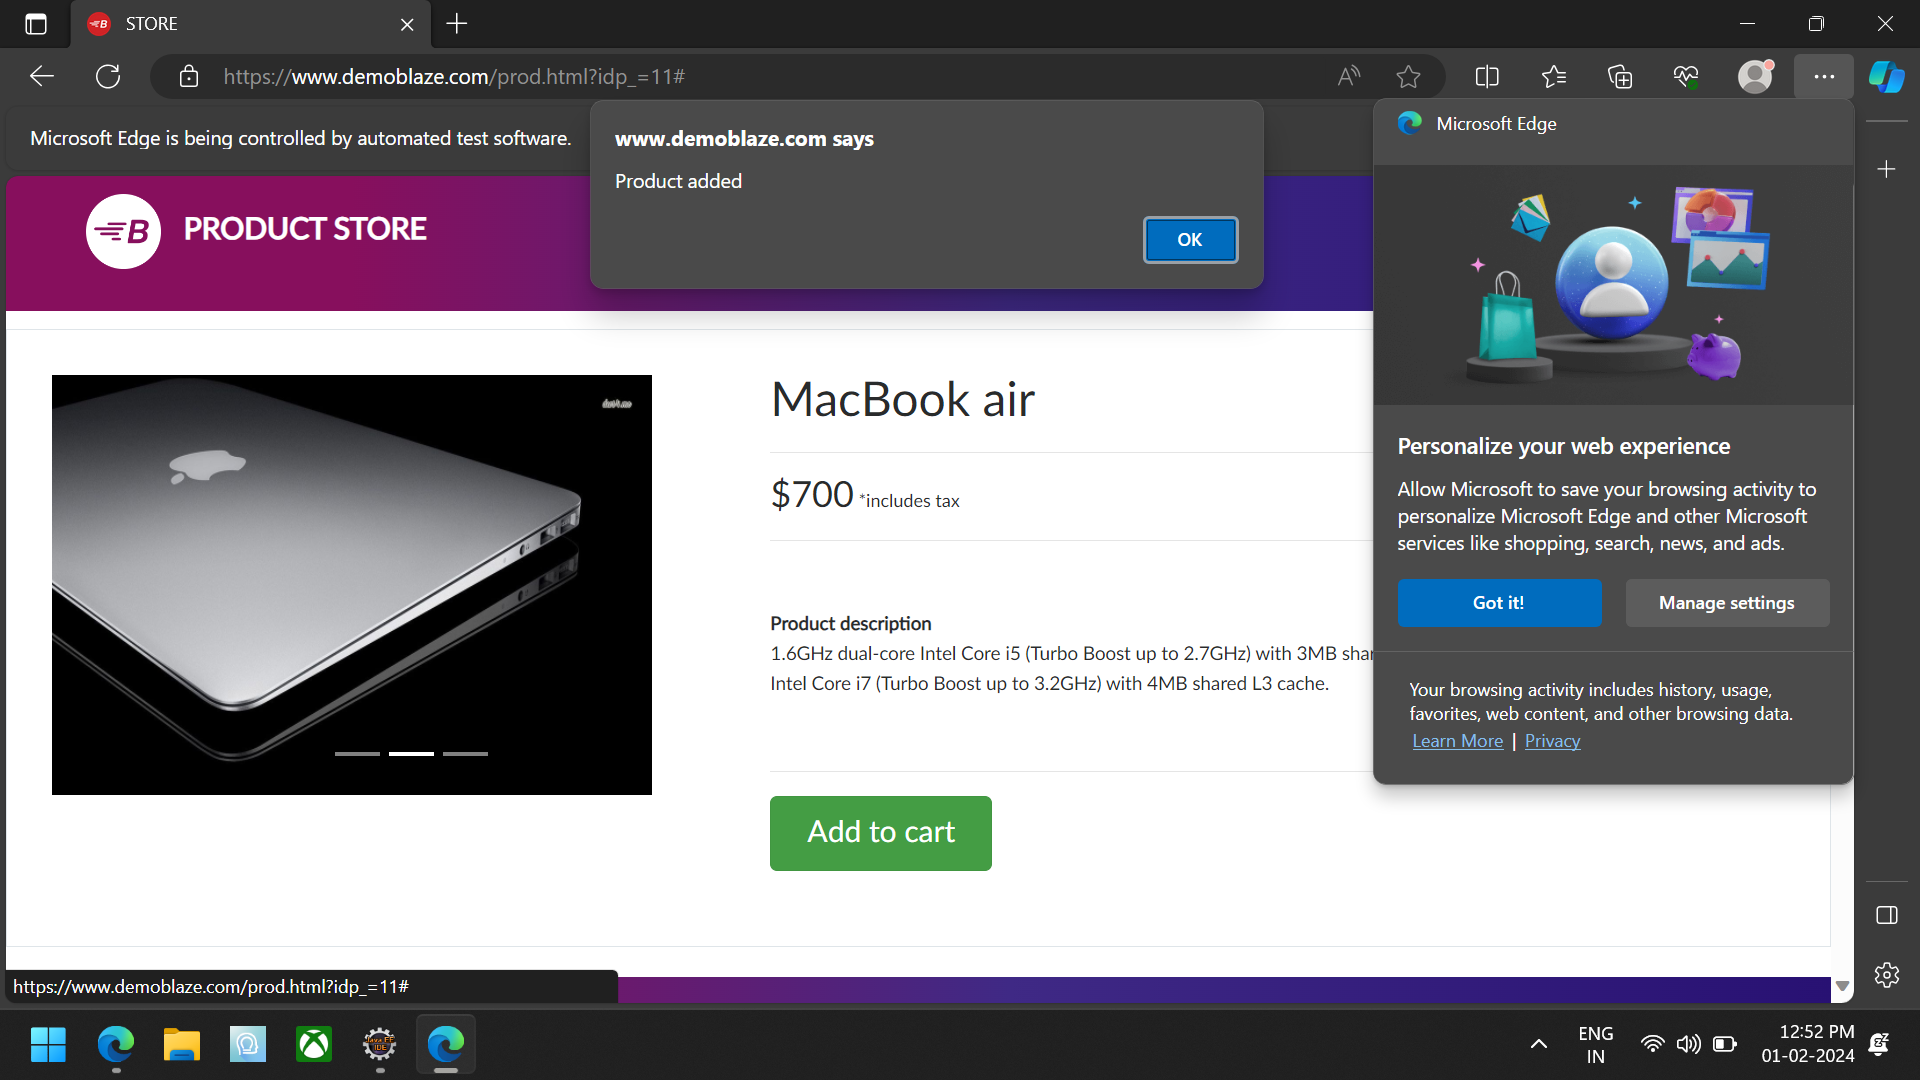 STORE
https://www.demoblaze.com/prod.html?idp_=11#
Microsoft Edge is being controlled by automated test software.
www.demoblaze.com says
Product added
OK
Microsoft Edge
B
PRODUCT STORE
MacBook air
$700 *includes tax
Product description
1.6GHz dual-core Intel Core i5 (Turbo Boost up to 2.7GHz) with 3MB shar
Intel Core i7 (Turbo Boost up to 3.2GHz) with 4MB shared L3 cache.
Add to cart
Personalize your web experience
Allow Microsoft to save your browsing activity to
personalize Microsoft Edge and other Microsoft
services like shopping, search, news, and ads.
Got it!
Manage settings
Your browsing activity includes history, usage,
favorites, web content, and other browsing data.
Learn More | Privacy
https://www.demoblaze.com/prod.html?idp_=11#
Java EE
IDE
ENG
IN
12:52 PM
01-02-2024